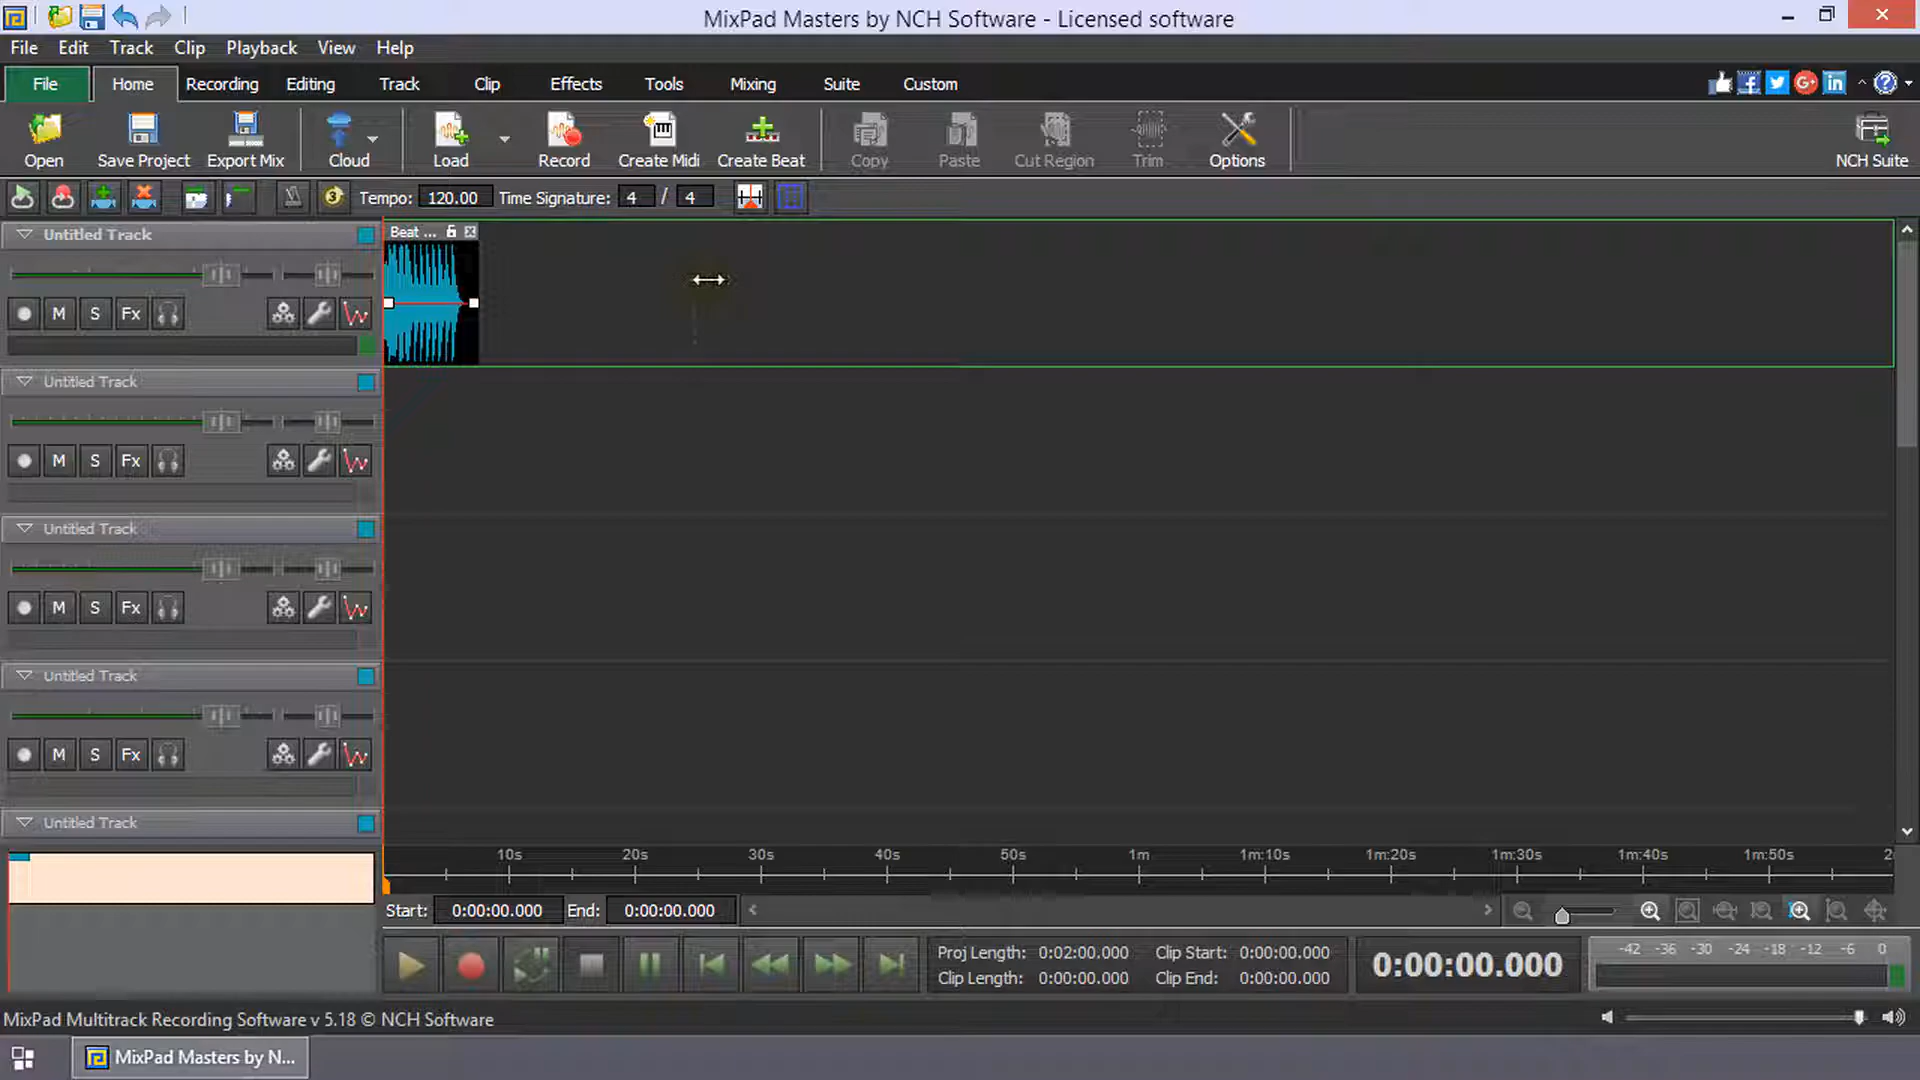 MixPad Masters by NCH Software - Licensed software
File Edit Track Clip Playback View Help
File Home Recording Editing Track Clip Effects Tools Mixing Suite Custom
Open Save Project Export Mix Cloud Load Record Create Midi Create Beat Copy Paste Cut Region Trim Options NCH Suite
Tempo: 120.00 Time Signature: 4 / 4
Untitled Track
Beat ...
M S Fx
Untitled Track
M S Fx
Untitled Track
M S Fx
Untitled Track
M S Fx
Untitled Track
10s 20s 30s 40s 50s 1m 1m:10s 1m:20s 1m:30s 1m:40s 1m:50s 2
Start: 0:00:00.000 End: 0:00:00.000
Proj Length: 0:02:00.000 Clip Start: 0:00:00.000
Clip Length: 0:00:00.000 Clip End: 0:00:00.000
0:00:00.000
-42 -36 -30 -24 -18 -12 -6 0
MixPad Multitrack Recording Software v 5.18 © NCH Software
MixPad Masters by N...